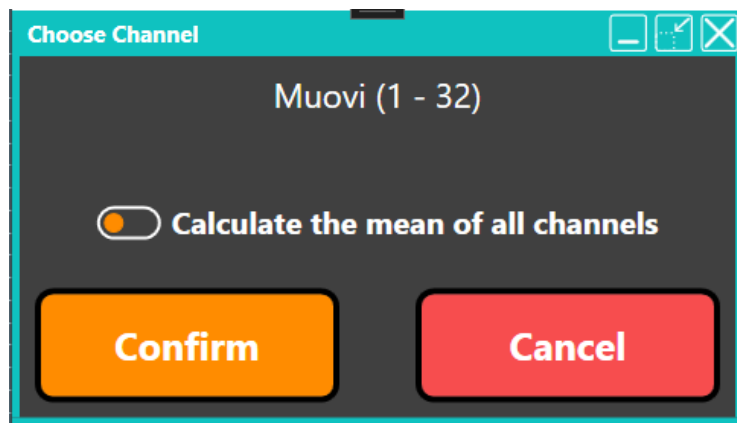 Choose Channel
Muovi (1 - 32)
Calculate the mean of all channels
Confirm
Cancel